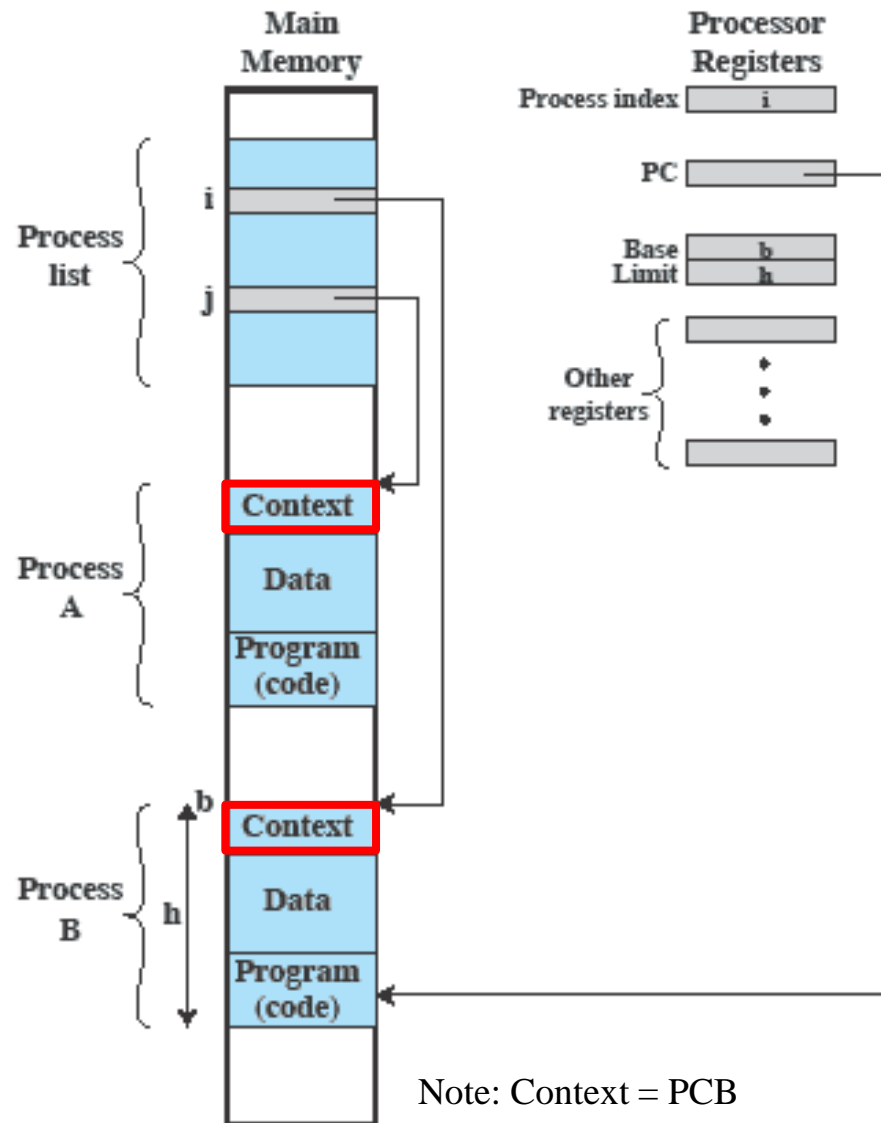 Main
Memory
Processor
Registers
Process index
i
PC
Base
b
Limit
h
Other
registers
Process
list
i
j
Process
A
Context
Data
Program
(code)
Process
B
b
h
Context
Data
Program
(code)
Note: Context = PCB